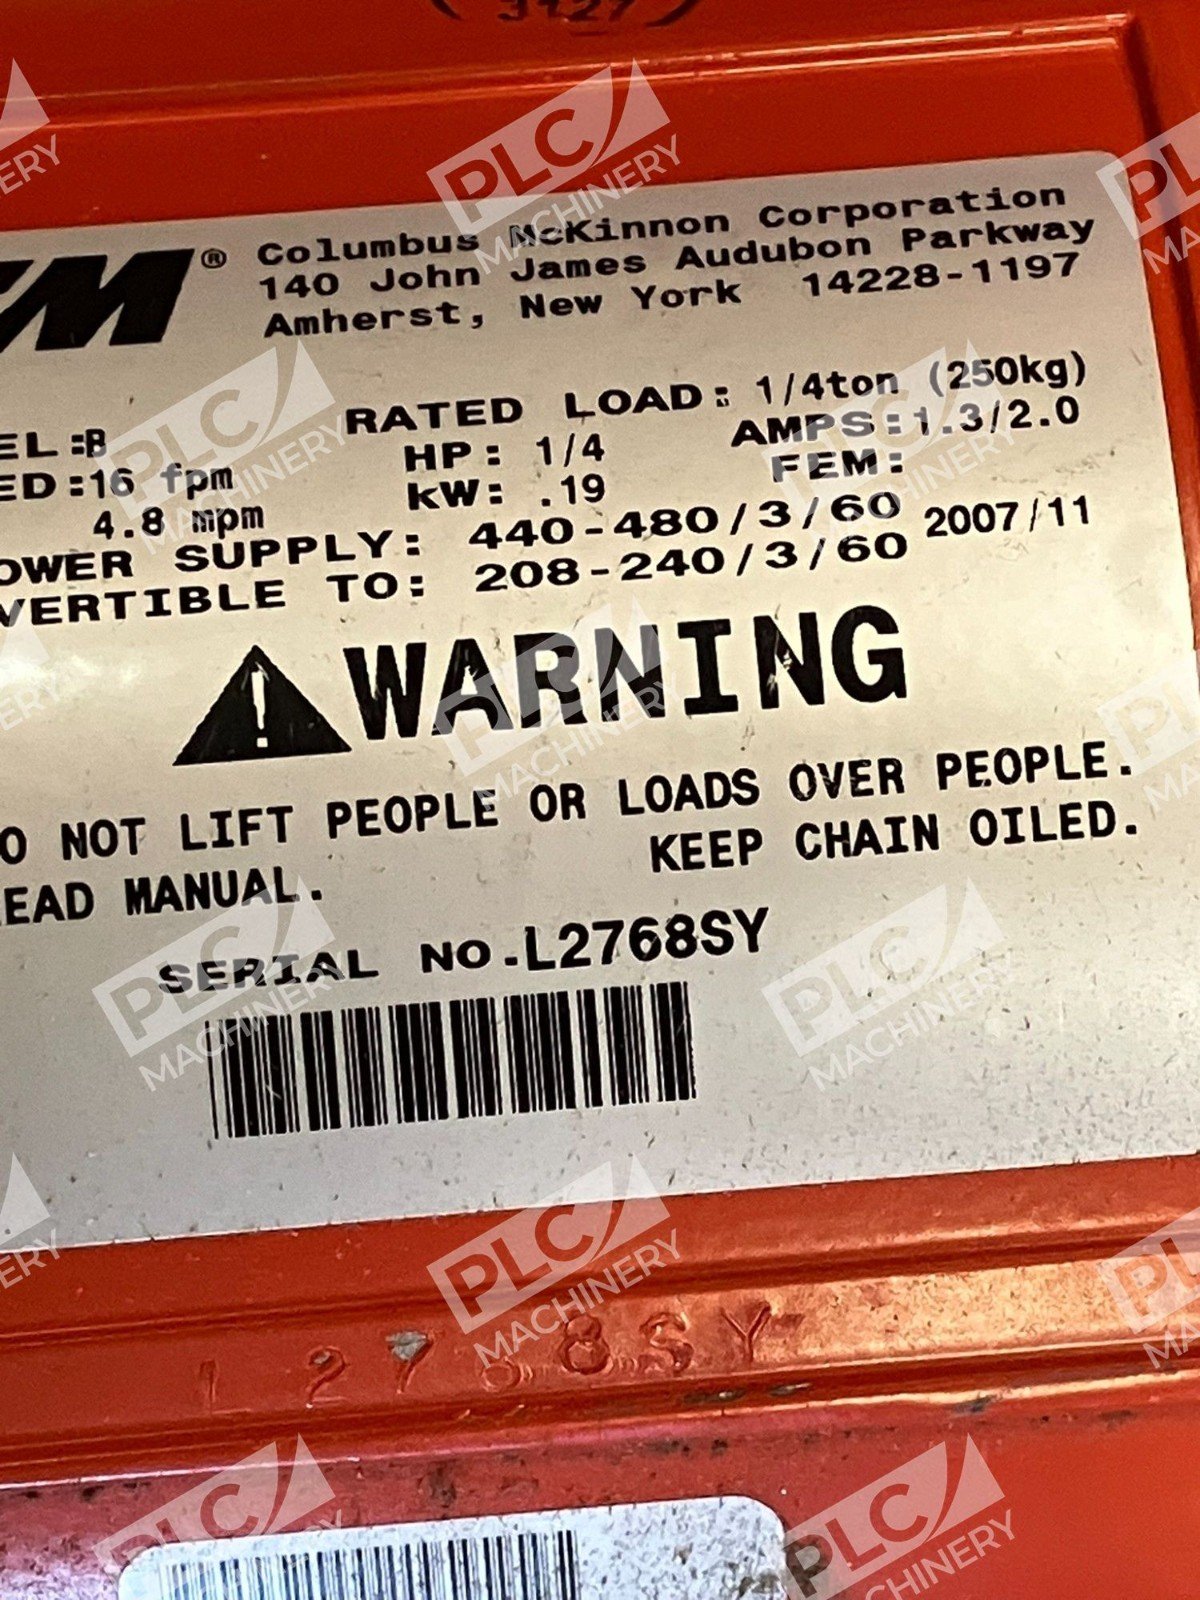 (3427)
CM® Columbus McKinnon Corporation
140 John James Audubon Parkway
Amherst, New York 14228-1197
EL:B RATED LOAD: 1/4ton (250kg)
ED:16 fpm HP: 1/4 AMPS:1.3/2.0
4.8 mpm kW: .19 FEM:
OWER SUPPLY: 440-480/3/60 2007/11
VERTIBLE TO: 208-240/3/60
WARNING
O NOT LIFT PEOPLE OR LOADS OVER PEOPLE.
EAD MANUAL. KEEP CHAIN OILED.
SERIAL NO.L2768SY
L2768SY
PLC MACHINERY